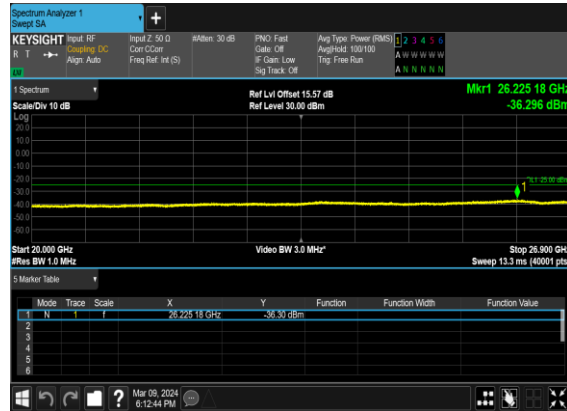 Spectrum Analyzer 1
Swept SA
+
KEYSIGHT Input: RF Input Z: 50 Ω #Atten: 30 dB PNO: Fast Avg Type: Power (RMS) 1 2 3 4 5 6
R T Coupling: DC Corr CCorr Gate: Off Avg|Hold: 100/100 A W W W W W
Align: Auto Freq Ref: Int (S) IF Gain: Low Trig: Free Run
Sig Track: Off A N N N N N
1 Spectrum Ref Lvl Offset 15.57 dB Mkr1 26.225 18 GHz
Scale/Div 10 dB Ref Level 30.00 dBm -36.296 dBm
Log
20.0
10.0
0.00
-10.0
-20.0
DL1 -25.00 dBm
1
-30.0
-40.0
-50.0
-60.0
Start 20.000 GHz Video BW 3.0 MHz* Stop 26.900 GHz
#Res BW 1.0 MHz Sweep 13.3 ms (40001 pts)
5 Marker Table
Mode Trace Scale X Y Function Function Width Function Value
1 N 1 f 26.225 18 GHz -36.30 dBm
2
3
4
5
6
? Mar 09, 2024
6:12:44 PM